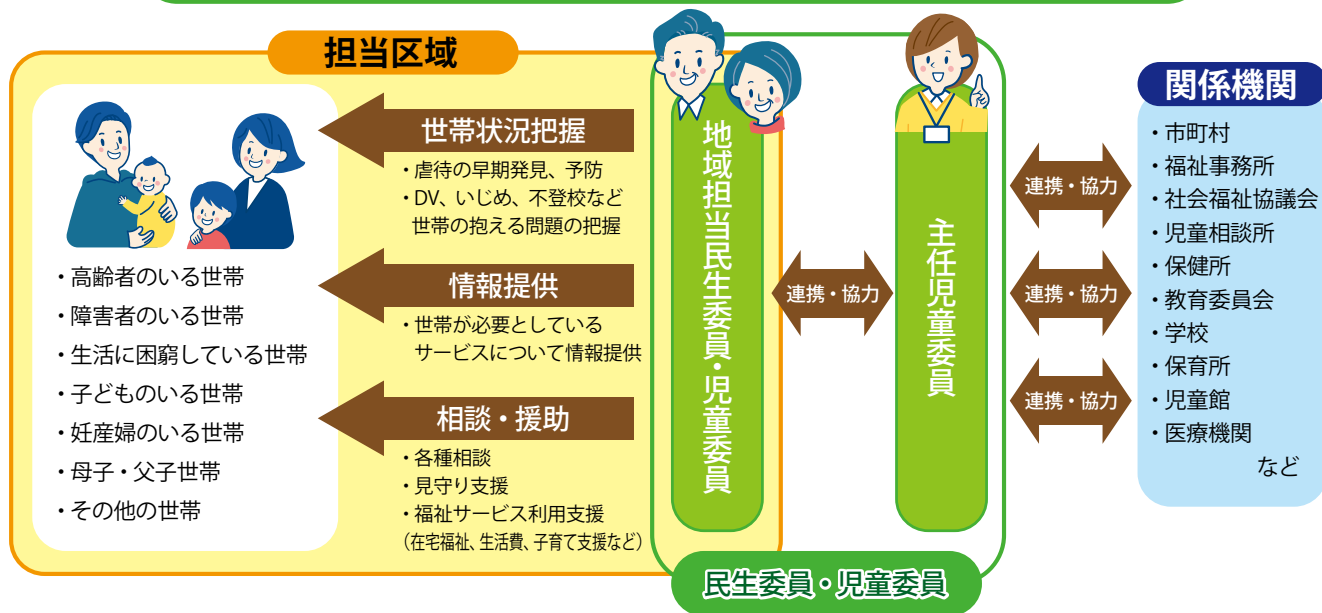 担当区域
・高齢者のいる世帯
・障害者のいる世帯
・生活に困窮している世帯
・子どものいる世帯
・妊産婦のいる世帯
・母子・父子世帯
・その他の世帯
世帯状況把握
・虐待の早期発見、予防
・DV、いじめ、不登校など
世帯の抱える問題の把握
情報提供
・世帯が必要としている
サービスについて情報提供
相談・援助
・各種相談
・見守り支援
・福祉サービス利用支援
（在宅福祉、生活費、子育て支援など）
地域担当民生委員・児童委員
連携・協力
主任児童委員
民生委員・児童委員
連携・協力
連携・協力
連携・協力
関係機関
・市町村
・福祉事務所
・社会福祉協議会
・児童相談所
・保健所
・教育委員会
・学校
・保育所
・児童館
・医療機関
など